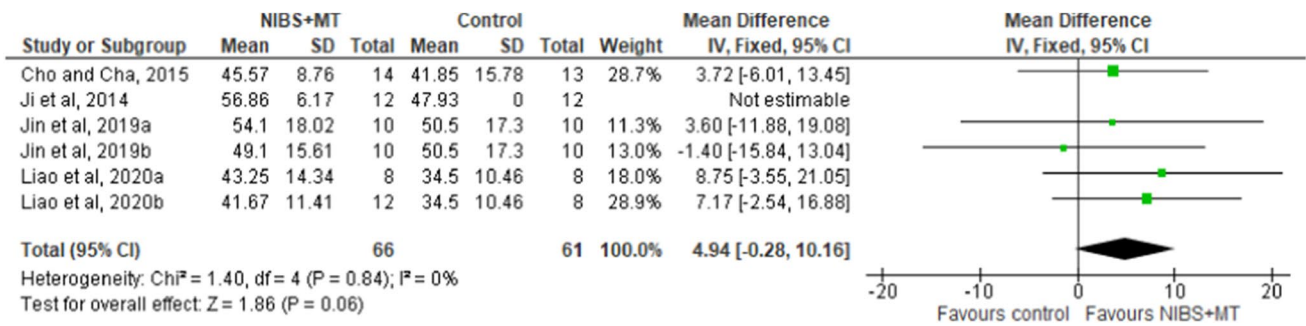 NIBS+MT Control Mean Difference Mean Difference
Study or Subgroup Mean SD Total Mean SD Total Weight IV, Fixed, 95% CI IV, Fixed, 95% CI
Cho and Cha, 2015 45.57 8.76 14 41.85 15.78 13 28.7% 3.72 [-6.01, 13.45]
Ji et al, 2014 56.86 6.17 12 47.93 0 12 Not estimable
Jin et al, 2019a 54.1 18.02 10 50.5 17.3 10 11.3% 3.60 [-11.88, 19.08]
Jin et al, 2019b 49.1 15.61 10 50.5 17.3 10 13.0% -1.40 [-15.84, 13.04]
Liao et al, 2020a 43.25 14.34 8 34.5 10.46 8 18.0% 8.75 [-3.55, 21.05]
Liao et al, 2020b 41.67 11.41 12 34.5 10.46 8 28.9% 7.17 [-2.54, 16.88]
Total (95% CI) 66 61 100.0% 4.94 [-0.28, 10.16]
Heterogeneity: Chi² = 1.40, df = 4 (P = 0.84); I² = 0%
Test for overall effect: Z = 1.86 (P = 0.06)
-20 -10 0 10 20
Favours control Favours NIBS+MT